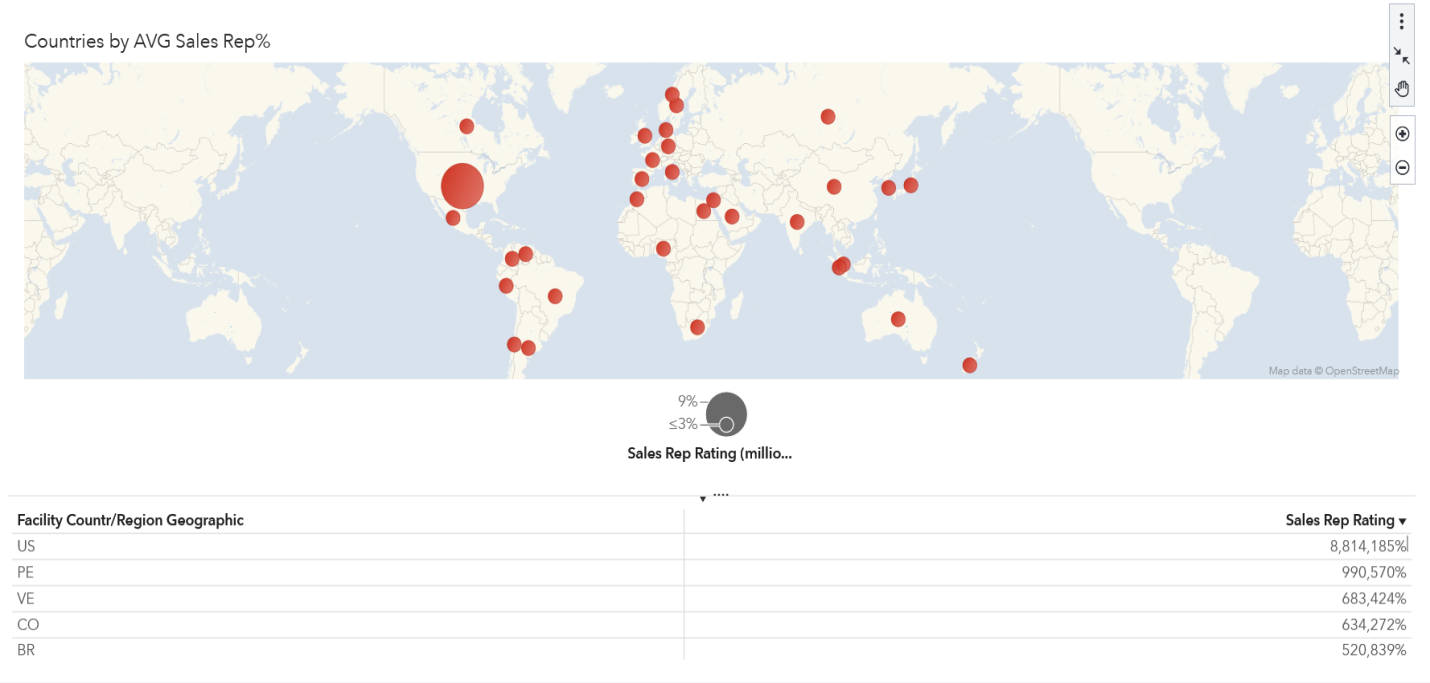 Countries by AVG Sales Rep%
Map data © OpenStreetMap
9%
≤3%
Sales Rep Rating (millio...
Facility Countr/Region Geographic Sales Rep Rating
US 8,814,185%
PE 990,570%
VE 683,424%
CO 634,272%
BR 520,839%